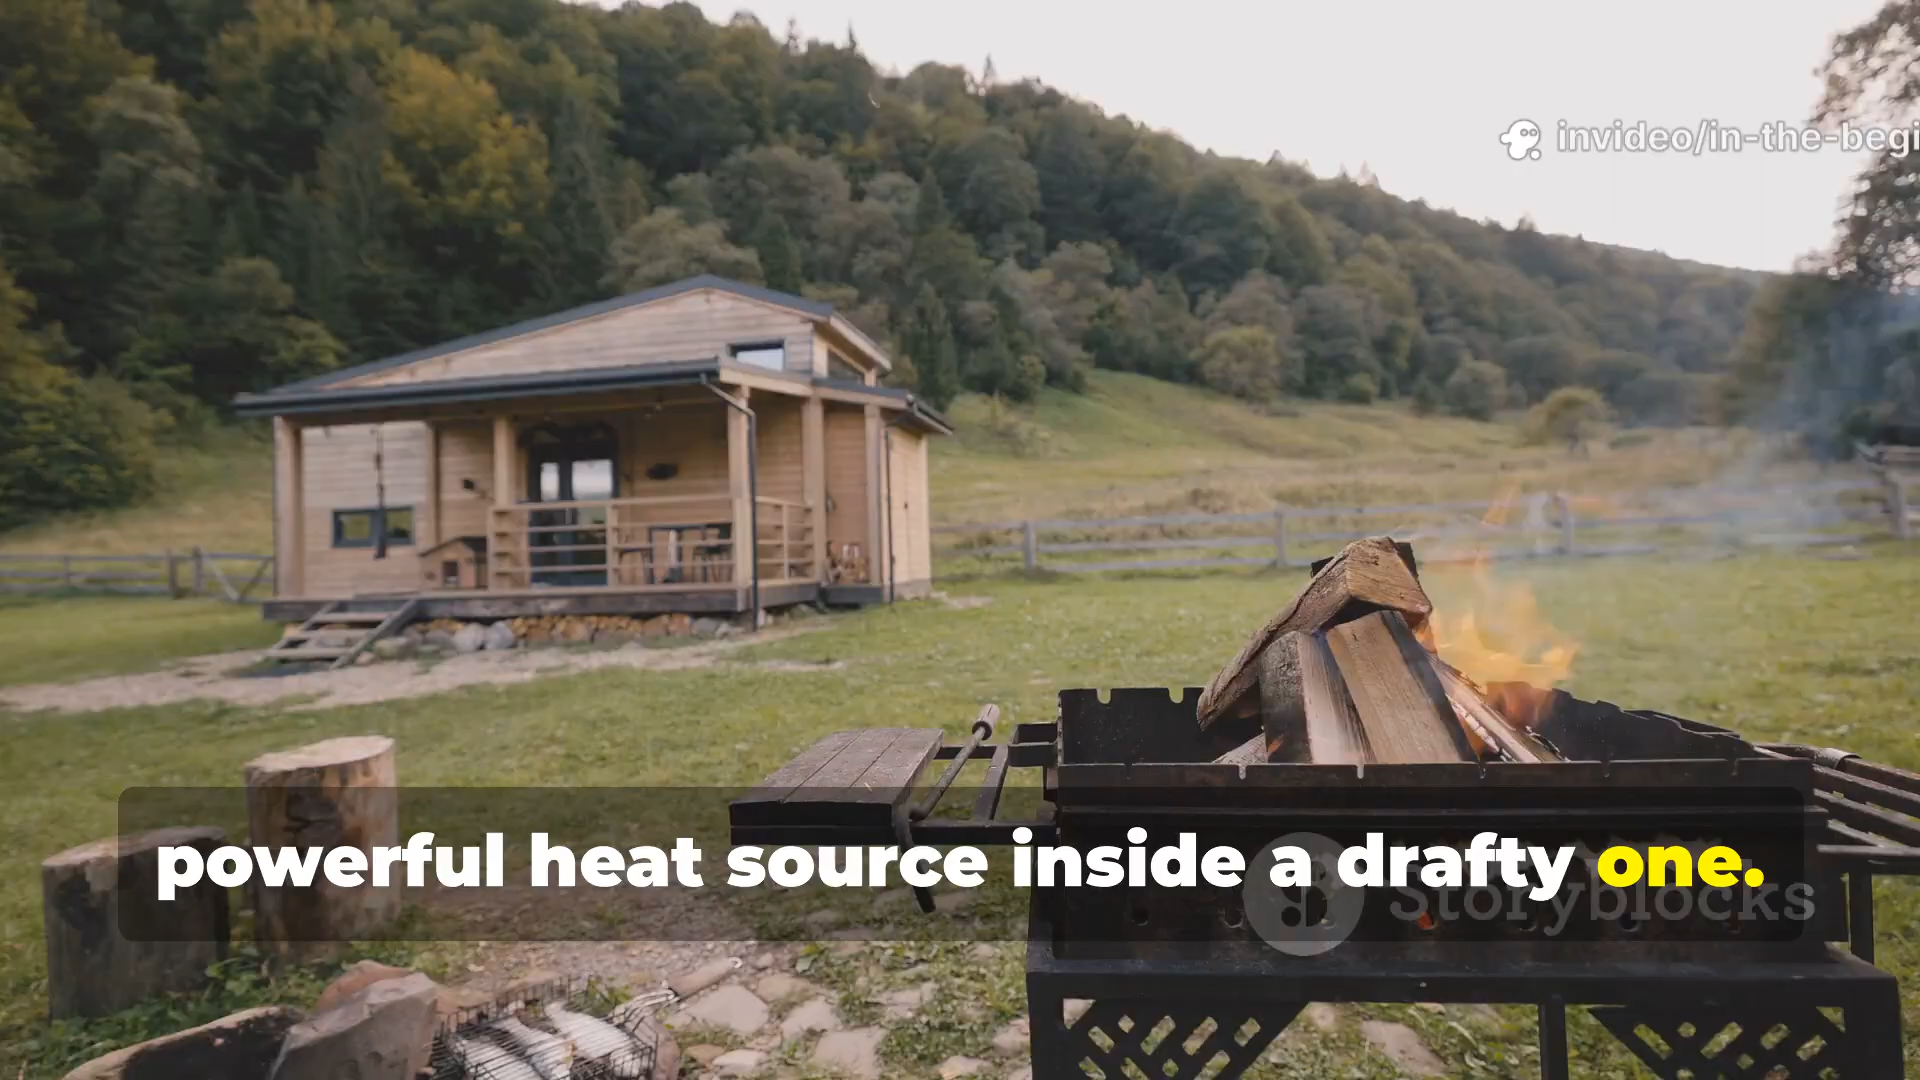 invideo/in-the-begi
powerful heat source inside a drafty one.
Storyblocks